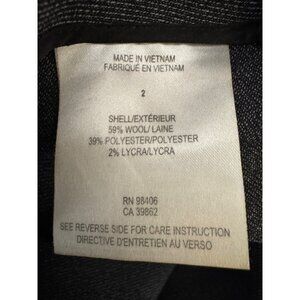 MADE IN VIETNAM
FABRIQUÉ EN VIETNAM
2
SHELL/EXTÉRIEUR
59% WOOL/LAINE
39% POLYESTER/POLYESTER
2% LYCRA/LYCRA
RN 98406
CA 39862
SEE REVERSE SIDE FOR CARE INSTRUCTION
DIRECTIVE D'ENTRETIEN AU VERSO